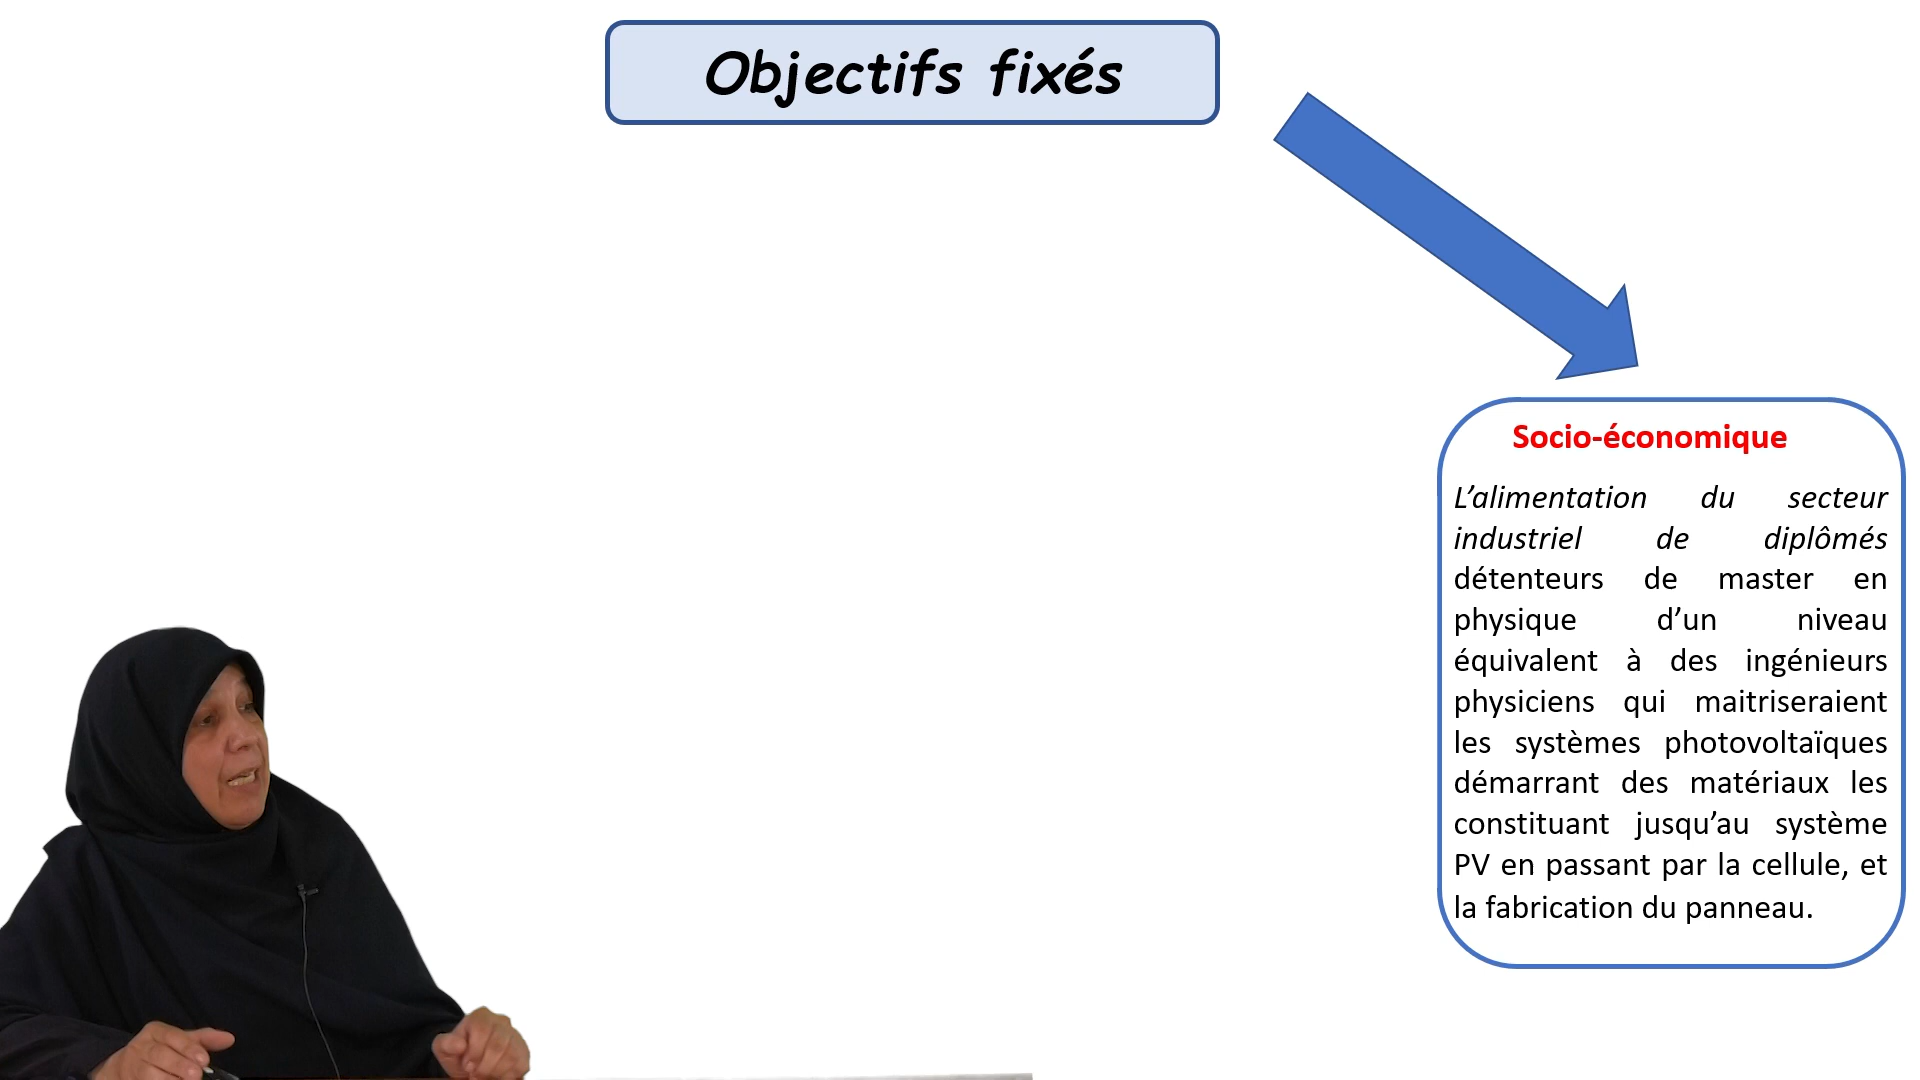 Objectifs fixés
Socio-économique
L’alimentation du secteur
industriel de diplômés
détenteurs de master en
physique d’un niveau
équivalent à des ingénieurs
physiciens qui maitriseraient
les systèmes photovoltaïques
démarrant des matériaux les
constituant jusqu’au système
PV en passant par la cellule, et
la fabrication du panneau.